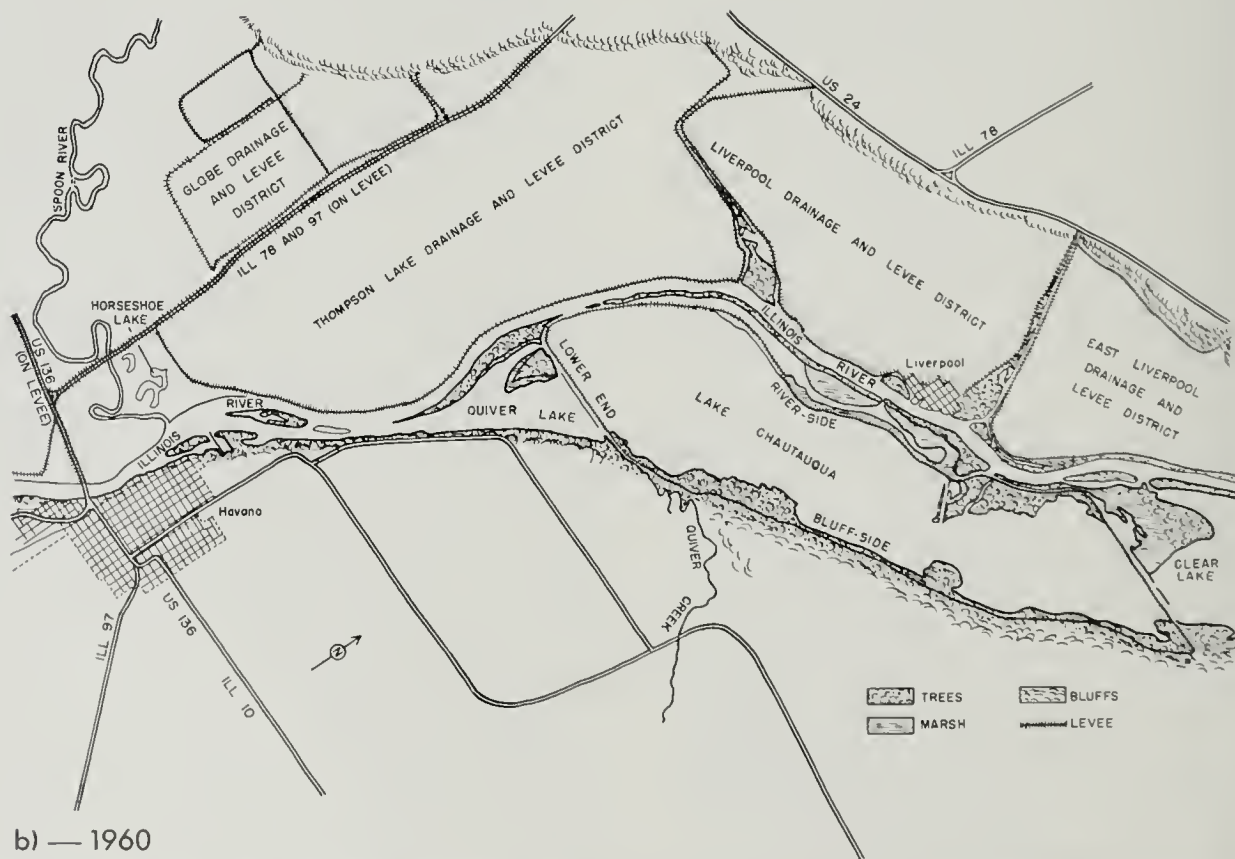 US 24
ILL 78
SPOON RIVER
GLOBE DRAINAGE
AND LEVEE
DISTRICT
ILL 78 AND 97 (ON LEVEE)
THOMPSON LAKE DRAINAGE AND LEVEE DISTRICT
LIVERPOOL DRAINAGE AND LEVEE DISTRICT
HORSESHOE
LAKE
US 136
(ON LEVEE)
ILLINOIS
RIVER
Liverpool
EAST LIVERPOOL
DRAINAGE AND
LEVEE DISTRICT
LOWER END
RIVER-SIDE
LAKE
CHAUTAUQUA
ILLINOIS
RIVER
QUIVER LAKE
Havana
BLUFF-SIDE
QUIVER
CREEK
CLEAR
LAKE
ILL 97
US 136
ILL 10
N
TREES
BLUFFS
MARSH
LEVEE
b) — 1960